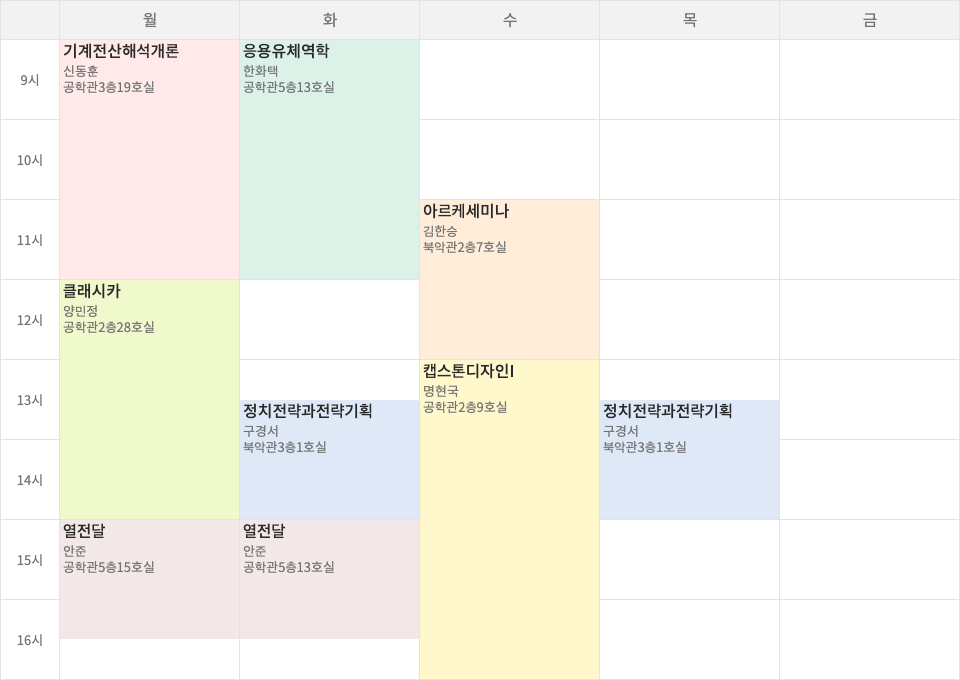 월 화 수 목 금
9시
기계전산해석개론
신동훈
공학관3층19호실
응용유체역학
한화택
공학관5층13호실
10시
11시
아르케세미나
김한승
북악관2층7호실
12시
클래시카
양민정
공학관2층28호실
13시
캡스톤디자인I
명현국
공학관2층9호실
정치전략과전략기획
구경서
북악관3층1호실
정치전략과전략기획
구경서
북악관3층1호실
14시
15시
열전달
안준
공학관5층15호실
열전달
안준
공학관5층13호실
16시